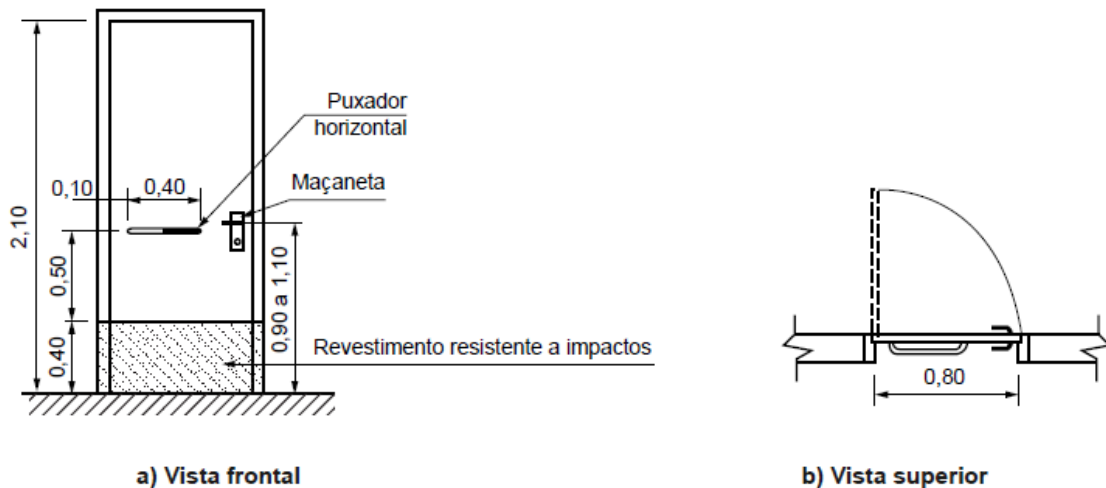 Puxador
horizontal
Maçaneta
0,10
0,40
2,10
0,50
0,40
0,90 a 1,10
Revestimento resistente a impactos
0,80
a) Vista frontal
b) Vista superior